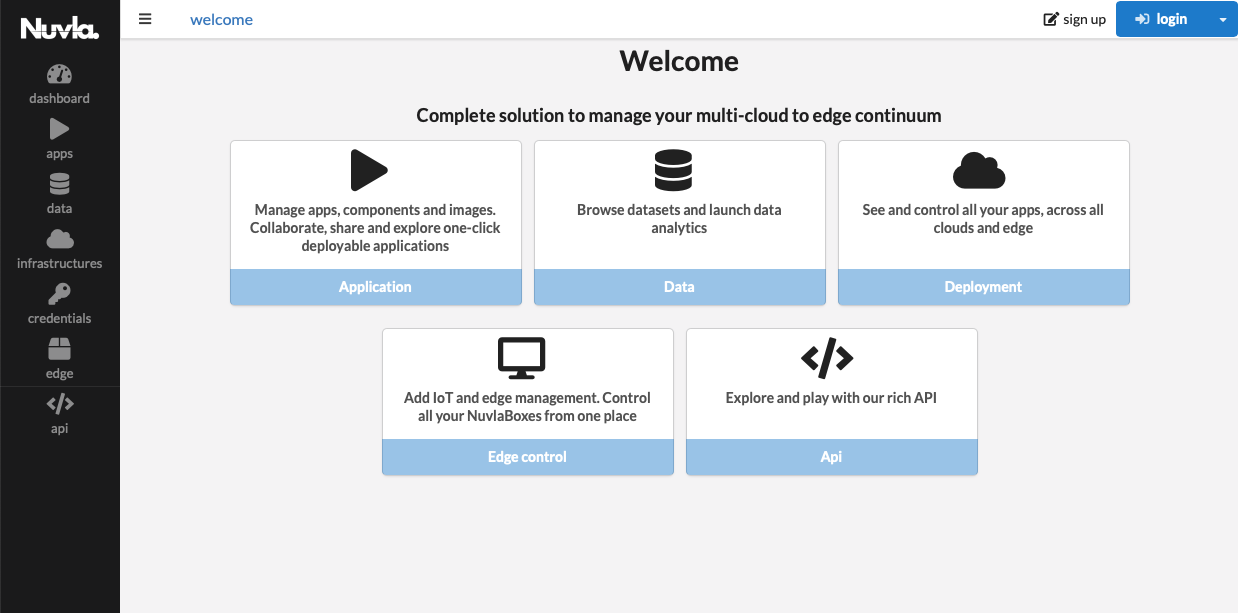 Nuvla.
welcome
sign up
login
dashboard
apps
data
infrastructures
credentials
edge
api
Welcome
Complete solution to manage your multi-cloud to edge continuum
Manage apps, components and images.
Collaborate, share and explore one-click
deployable applications
Application
Browse datasets and launch data
analytics
Data
See and control all your apps, across all
clouds and edge
Deployment
Add IoT and edge management. Control
all your NuvlaBoxes from one place
Edge control
Explore and play with our rich API
Api